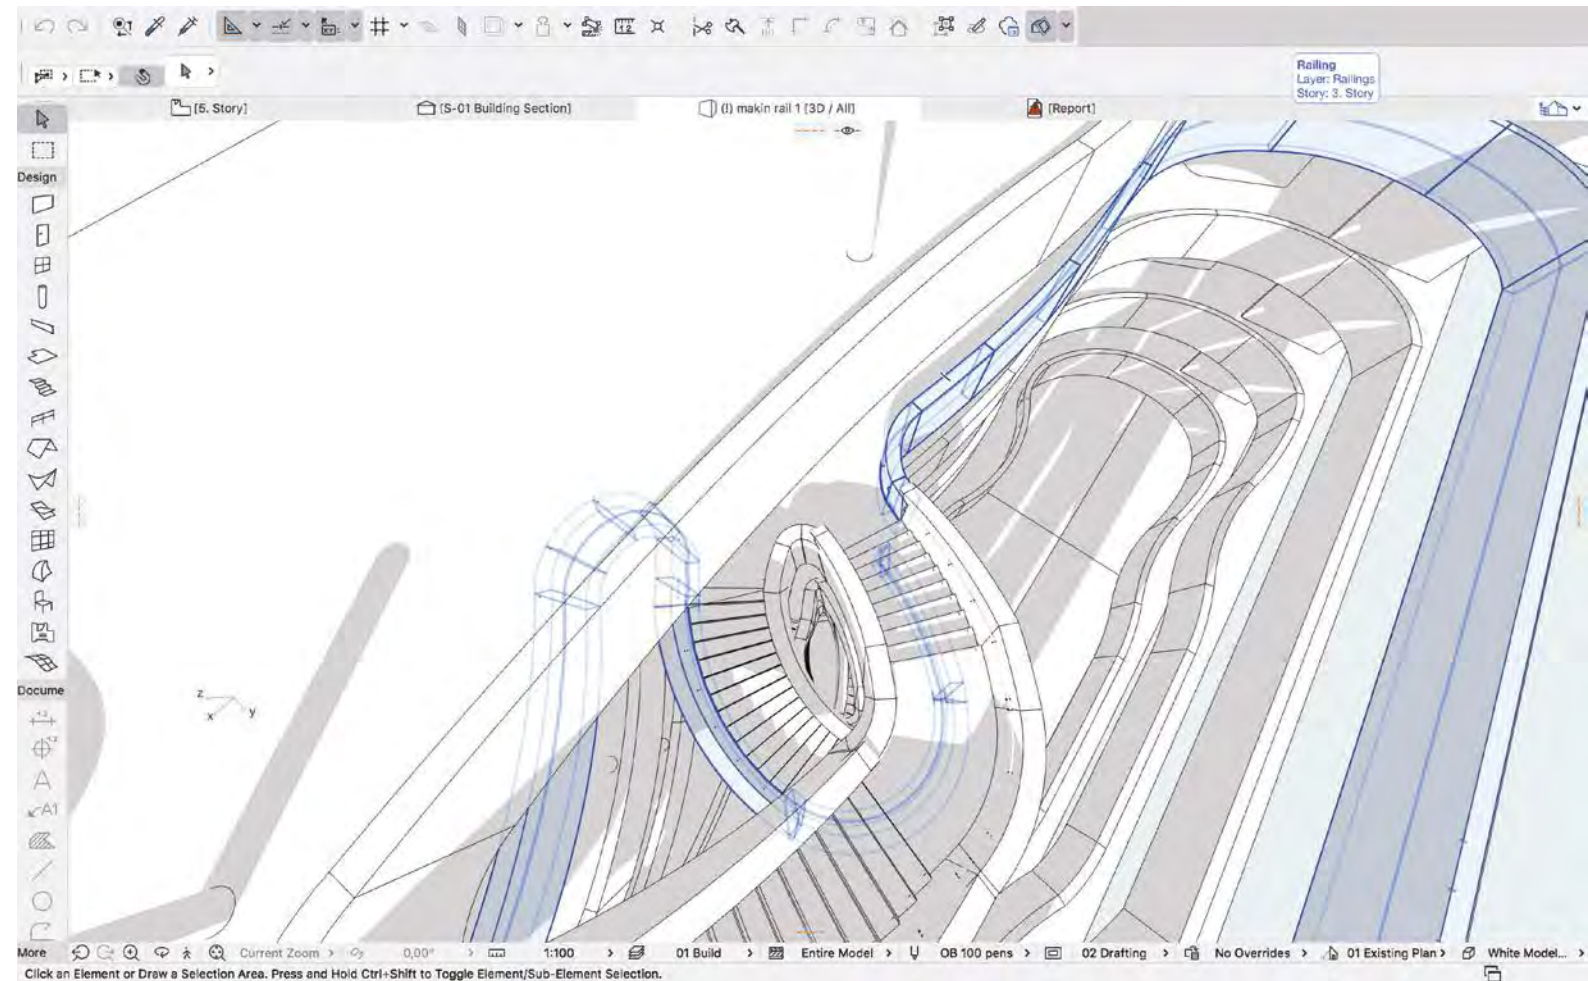 Railing
Layer: Railings
Story: 3. Story
[5. Story]
[S-01 Building Section]
(!) makin rail 1 [3D / All]
[Report]
Design
z
x
y
Docume
A
A1
More
Current Zoom
0,00°
1:100
01 Build
Entire Model
OB 100 pens
02 Drafting
No Overrides
01 Existing Plan
White Model...
Click an Element or Draw a Selection Area. Press and Hold Ctrl+Shift to Toggle Element/Sub-Element Selection.